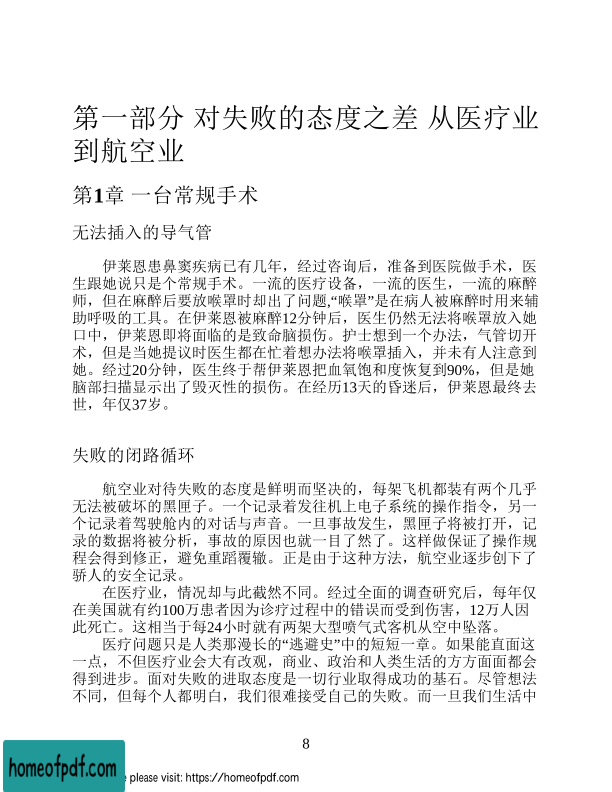 第一部分 对失败的态度之差 从医疗业
到航空业
第1章 一台常规手术
无法插入的导气管
伊莱恩患鼻窦疾病已有几年，经过咨询后，准备到医院做手术，医
生跟她说只是个常规手术。一流的医疗设备，一流的医生，一流的麻醉
师，但在麻醉后要放喉罩时却出了问题,“喉罩”是在病人被麻醉时用来辅
助呼吸的工具。在伊莱恩被麻醉12分钟后，医生仍然无法将喉罩放入她
口中，伊莱恩即将面临的是致命脑损伤。护士想到一个办法，气管切开
术，但是当她提议时医生都在忙着想办法将喉罩插入，并未有人注意到
她。经过20分钟，医生终于帮伊莱恩把血氧饱和度恢复到90%，但是她
脑部扫描显示出了毁灭性的损伤。在经历13天的昏迷后，伊莱恩最终去
世，年仅37岁。
失败的闭路循环
航空业对待失败的态度是鲜明而坚决的，每架飞机都装有两个几乎
无法被破坏的黑匣子。一个记录着发往机上电子系统的操作指令，另一
个记录着驾驶舱内的对话与声音。一旦事故发生，黑匣子将被打开，记
录的数据将被分析，事故的原因也就一目了然了。这样做保证了操作规
程会得到修正，避免重蹈覆辙。正是由于这种方法，航空业逐步创下了
骄人的安全记录。
在医疗业，情况却与此截然不同。经过全面的调查研究后，每年仅
在美国就有约100万患者因为诊疗过程中的错误而受到伤害，12万人因
此死亡。这相当于每24小时就有两架大型喷气式客机从空中坠落。
医疗问题只是人类那漫长的“逃避史”中的短短一章。如果能直面这
一点，不但医疗业会大有改观，商业、政治和人类生活的方方面面都会
得到进步。面对失败的进取态度是一切行业取得成功的基石。尽管想法
不同，但每个人都明白，我们很难接受自己的失败。而一旦我们生活中
8
homeofpdf.com
please visit: https://homeofpdf.com